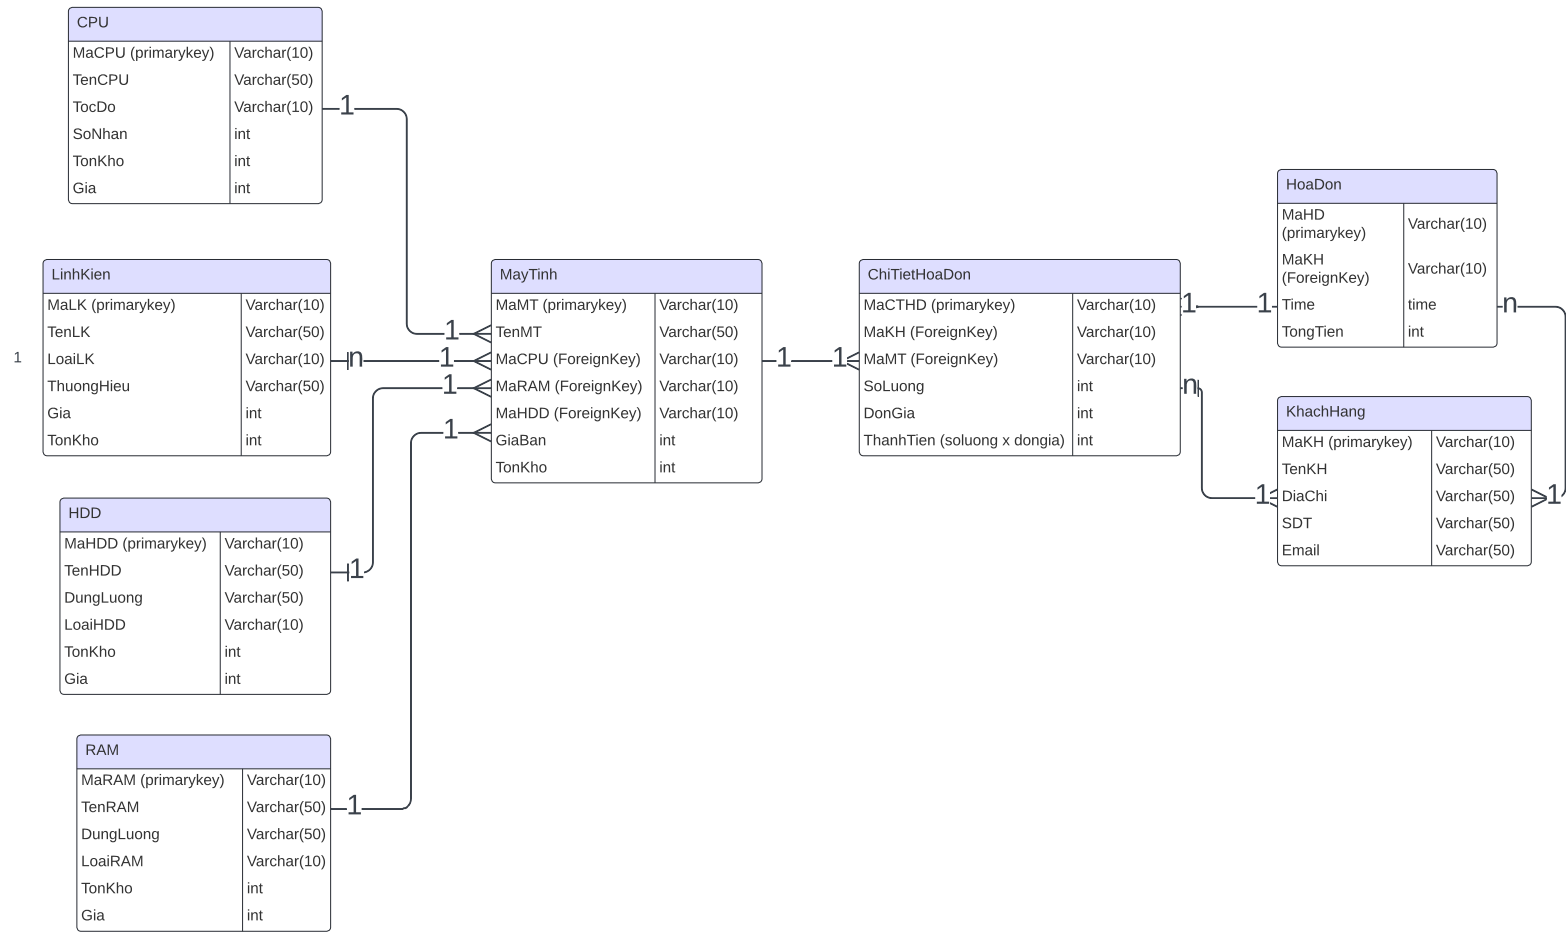 CPU
MaCPU (primarykey) Varchar(10)
TenCPU Varchar(50)
TocDo Varchar(10)
SoNhan int
TonKho int
Gia int
1
1
LinhKien
MaLK (primarykey) Varchar(10)
TenLK Varchar(50)
LoaiLK Varchar(10)
ThuongHieu Varchar(50)
Gia int
TonKho int
1
n
1
HDD
MaHDD (primarykey) Varchar(10)
TenHDD Varchar(50)
DungLuong Varchar(50)
LoaiHDD Varchar(10)
TonKho int
Gia int
1
1
RAM
MaRAM (primarykey) Varchar(10)
TenRAM Varchar(50)
DungLuong Varchar(50)
LoaiRAM Varchar(10)
TonKho int
Gia int
1
1
MayTinh
MaMT (primarykey) Varchar(10)
TenMT Varchar(50)
MaCPU (ForeignKey) Varchar(10)
MaRAM (ForeignKey) Varchar(10)
MaHDD (ForeignKey) Varchar(10)
GiaBan int
TonKho int
1
1
ChiTietHoaDon
MaCTHD (primarykey) Varchar(10)
MaKH (ForeignKey) Varchar(10)
MaMT (ForeignKey) Varchar(10)
SoLuong int
DonGia int
ThanhTien (soluong x dongia) int
1
1
n
1
HoaDon
MaHD
(primarykey) Varchar(10)
MaKH
(ForeignKey) Varchar(10)
Time time
TongTien int
n
1
KhachHang
MaKH (primarykey) Varchar(10)
TenKH Varchar(50)
DiaChi Varchar(50)
SDT Varchar(50)
Email Varchar(50)